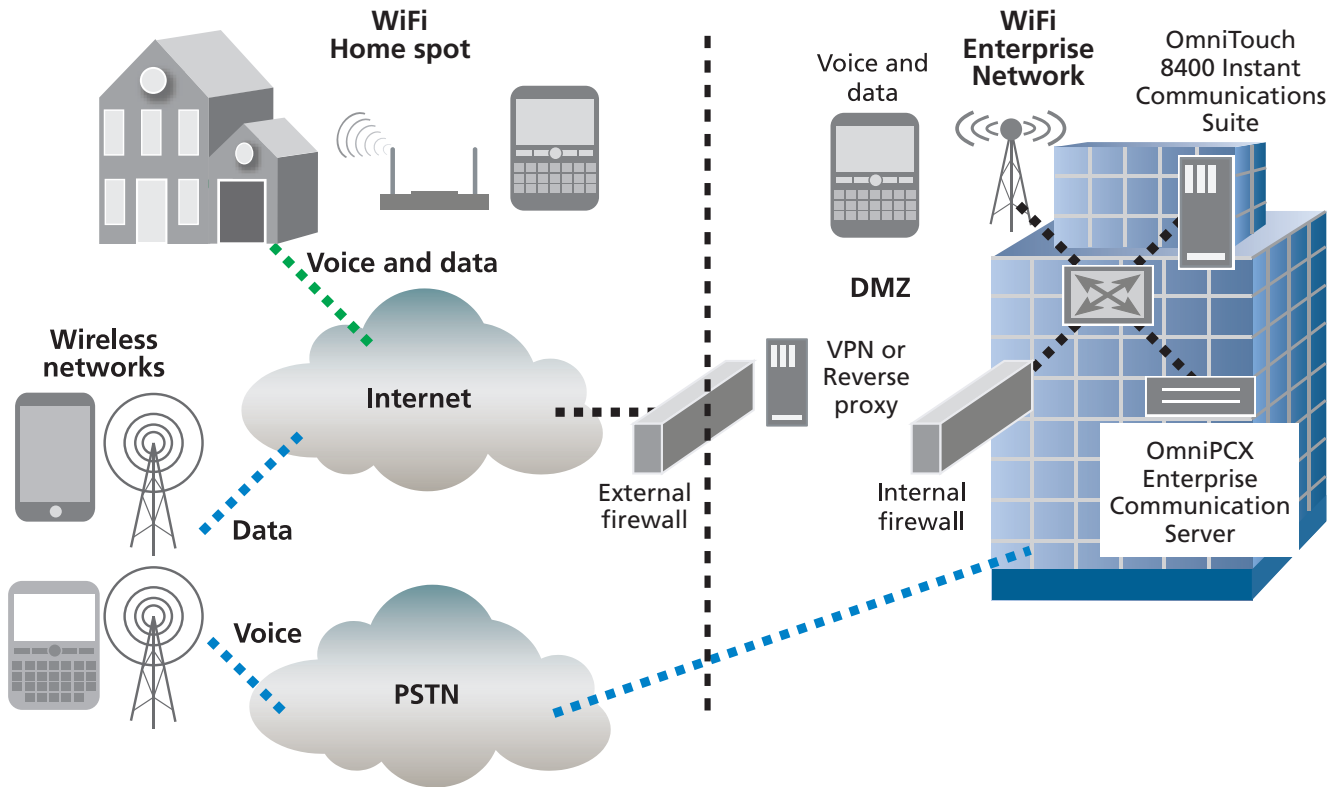 WiFi
Home spot
WiFi
Enterprise
Network
OmniTouch
8400 Instant
Communications
Suite
Voice and
data
Voice and data
DMZ
Wireless
networks
Internet
VPN or
Reverse
proxy
External
firewall
Internal
firewall
OmniPCX
Enterprise
Communication
Server
Data
Voice
PSTN